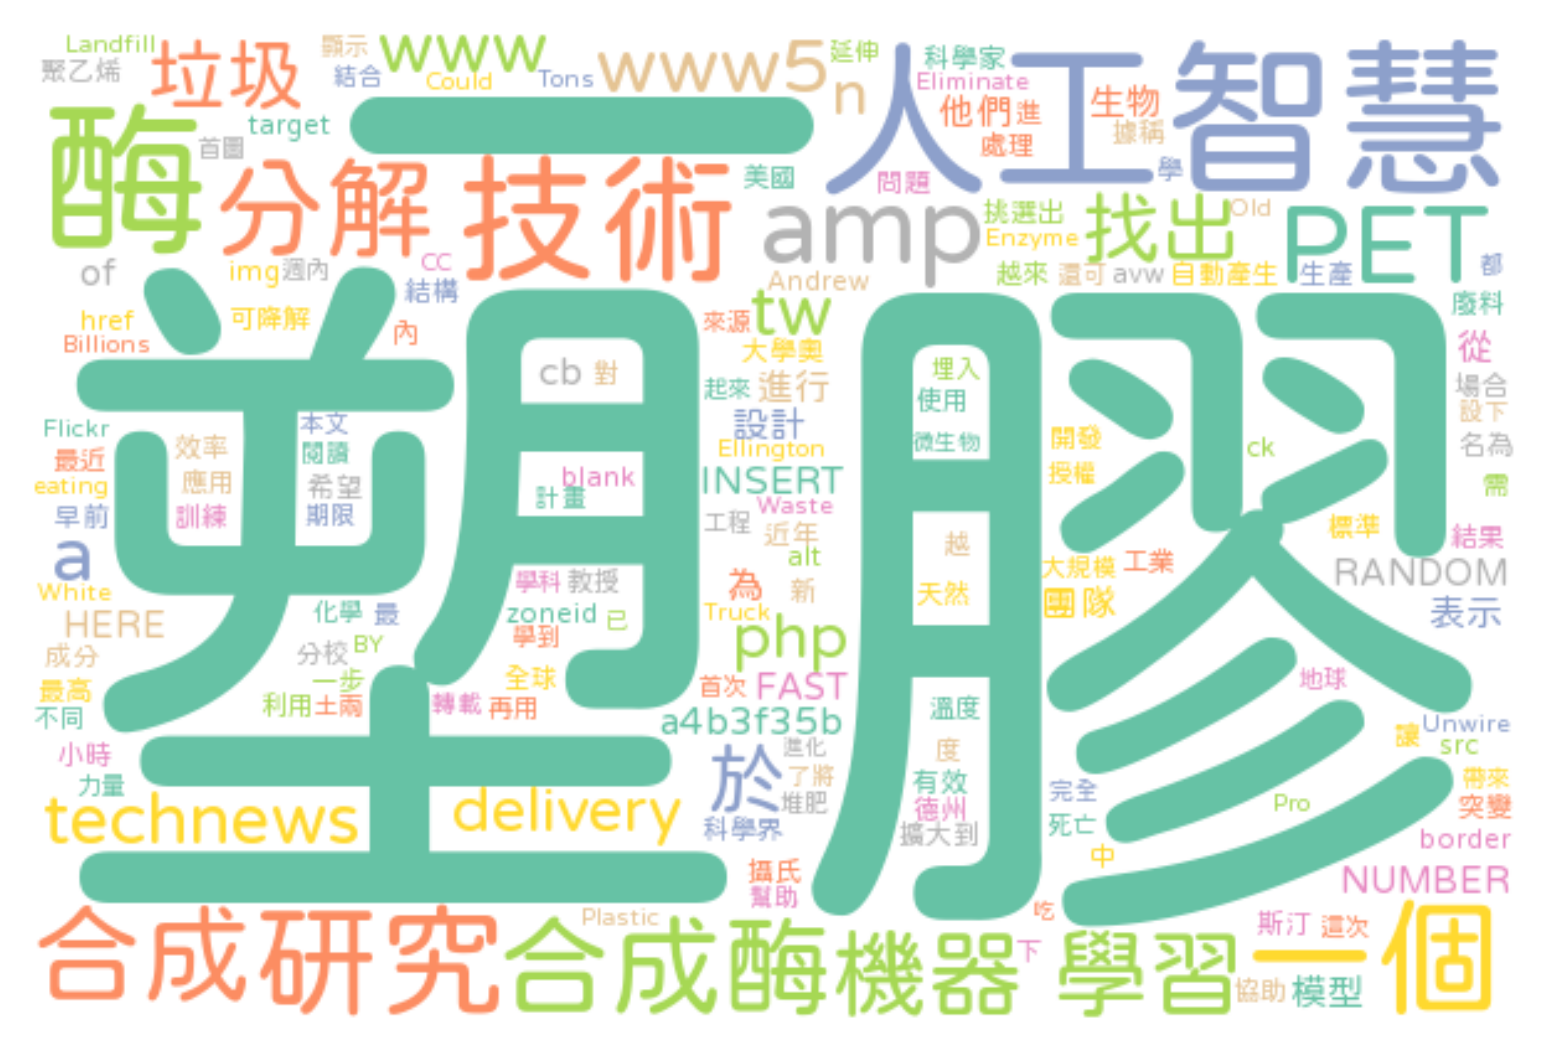 Landfill
聚乙烯
垃圾
顯示
結合
www
Could
Tons
www5
n
延伸
科學家
Eliminate
人工智慧
他們
進
處理
生物
據稱
學
酶
首圖
target
一
分解
技術
美國
問題
amp
挑選出
Enzyme
找出
Old
PET
都
of
img
週內
CC
結構
Andrew
越來
還可
avw
自動產生
生產
廢料
href
可降解
Billions
內
來源
tw
大學奧
從
塑膠
cb
對
起來
進行
埋入
使用
場合
設下
Flickr
本文
效率
閱讀
設計
微生物
開發
ck
名為
最近
Ellington
授權
eating
應用
希望
blank
INSERT
需
早前
訓練
期限
計畫
Waste
工程
近年
越
標準
結果
a
alt
大規模
工業
RANDOM
White
學科
教授
為
新
天然
團隊
表示
HERE
化學
最
zoneid
已
Truck
成分
分校
BY
學到
php
最高
一步
全球
首次
FAST
地球
不同
利用
土兩
轉載
再用
a4b3f35b
溫度
讓
Unwire
小時
於
進化
度
src
力量
了將
有效
完全
帶來
technews
delivery
堆肥
德州
Pro
突變
科學界
擴大到
死亡
border
中
攝氏
幫助
NUMBER
合成
研究
Plastic
合成酶
機器
下
吃
學習
斯汀
這次
一個
協助
模型